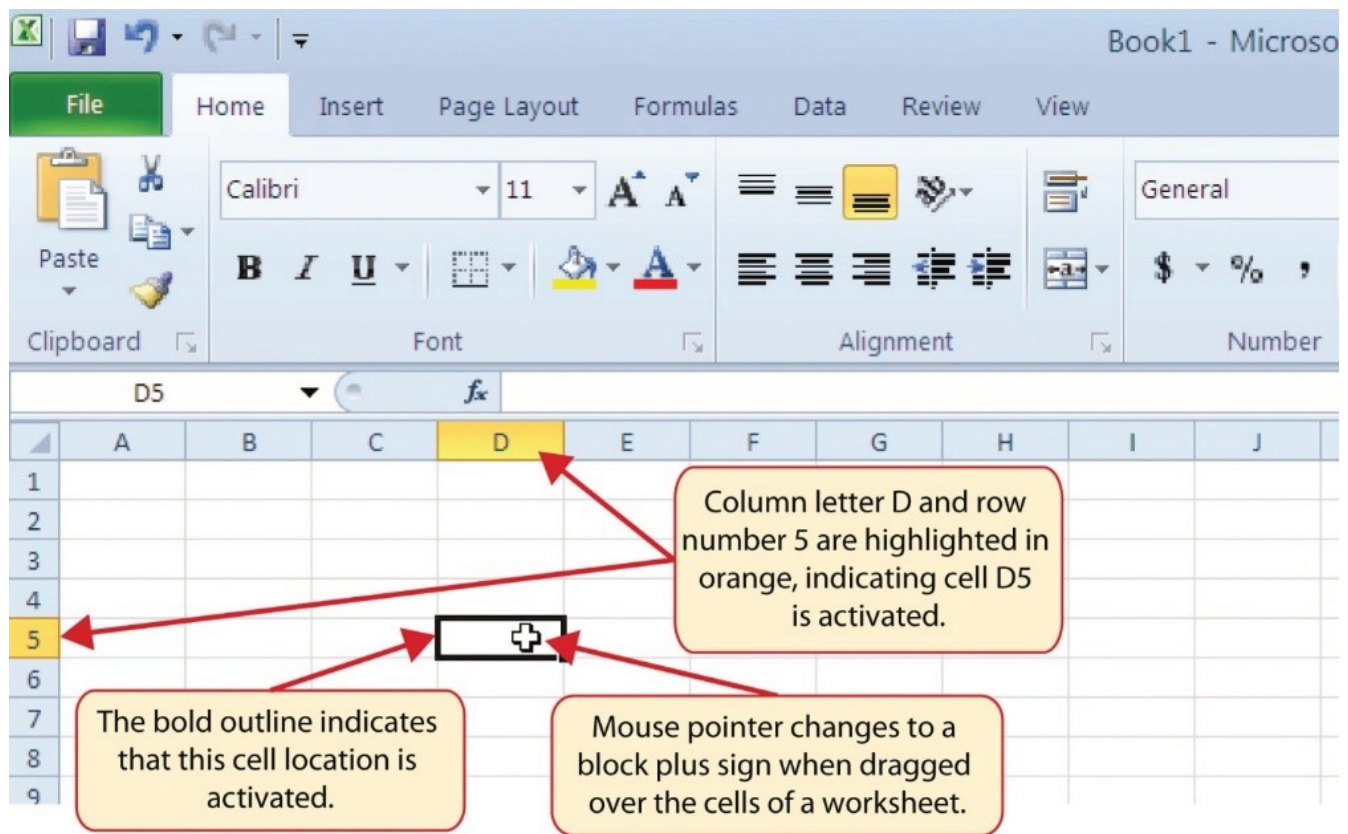 Book1 - Microso
File Home Insert Page Layout Formulas Data Review View
Calibri 11 A A General
Paste B I U A a $ % ,
Clipboard Font Alignment Number
D5 fx
A B C D E F G H I J
1
2
3
4
5
6
7
8
9
Column letter D and row
number 5 are highlighted in
orange, indicating cell D5
is activated.
The bold outline indicates
that this cell location is
activated.
Mouse pointer changes to a
block plus sign when dragged
over the cells of a worksheet.